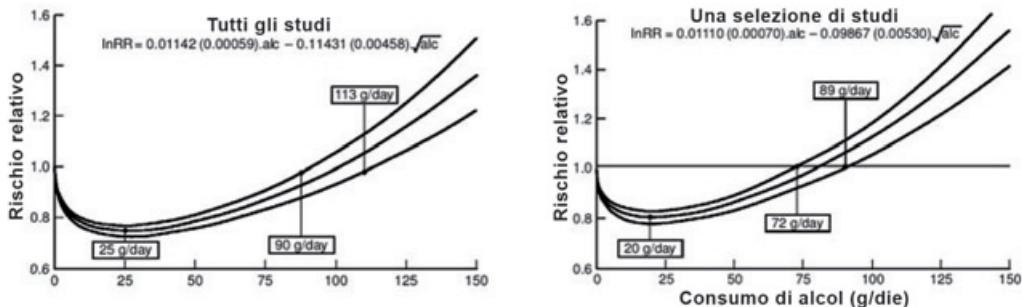 Tutti gli studi
lnRR = 0.01142 (0.00059).alc – 0.11431 (0.00458).√alc
Rischio relativo
1.6
1.4
1.2
1.0
0.8
0.6
113 g/day
25 g/day
90 g/day
0
25
50
75
100
125
150
Una selezione di studi
lnRR = 0.01110 (0.00070).alc – 0.09867 (0.00530).√alc
Rischio relativo
1.6
1.4
1.2
1.0
0.8
0.6
89 g/day
72 g/day
20 g/day
0
25
50
75
100
125
150
Consumo di alcol (g/die)